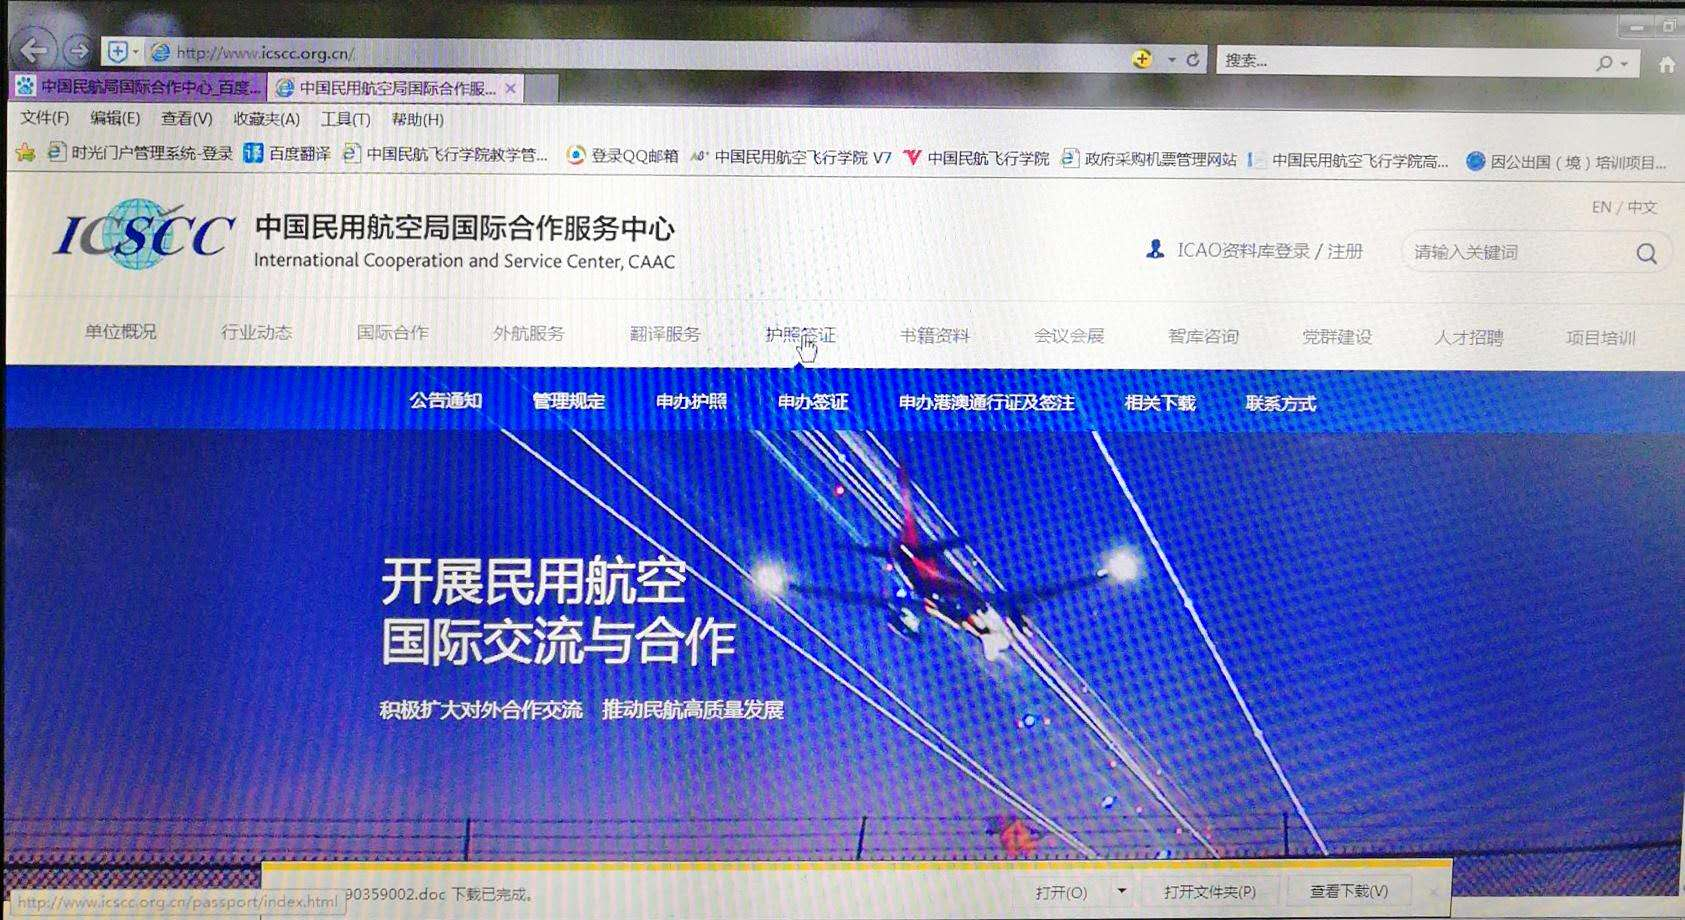 http://www.icscc.org.cn/
搜索...
中国民航局国际合作中心_百度...
中国民用航空局国际合作服...
文件(F) 编辑(E) 查看(V) 收藏夹(A) 工具(T) 帮助(H)
时光门户管理系统-登录 译 百度翻译 中国民航飞行学院教学管... 登录QQ邮箱 中国民用航空飞行学院 V7 中国民航飞行学院 政府采购机票管理网站 中国民用航空飞行学院高... 因公出国（境）培训项目...
EN / 中文
ICSCC 中国民用航空局国际合作服务中心
International Cooperation and Service Center, CAAC
ICAO资料库登录 / 注册 请输入关键词
单位概况 行业动态 国际合作 外航服务 翻译服务 护照签证 书籍资料 会议会展 智库咨询 党群建设 人才招聘 项目培训
公告通知 管理规定 申办护照 申办签证 申办港澳通行证及签注 相关下载 联系方式
开展民用航空
国际交流与合作
积极扩大对外合作交流 推动民航高质量发展
90359002.doc 下载已完成。 打开(O) 打开文件夹(P) 查看下载(V)
http://www.icscc.org.cn/passport/index.html